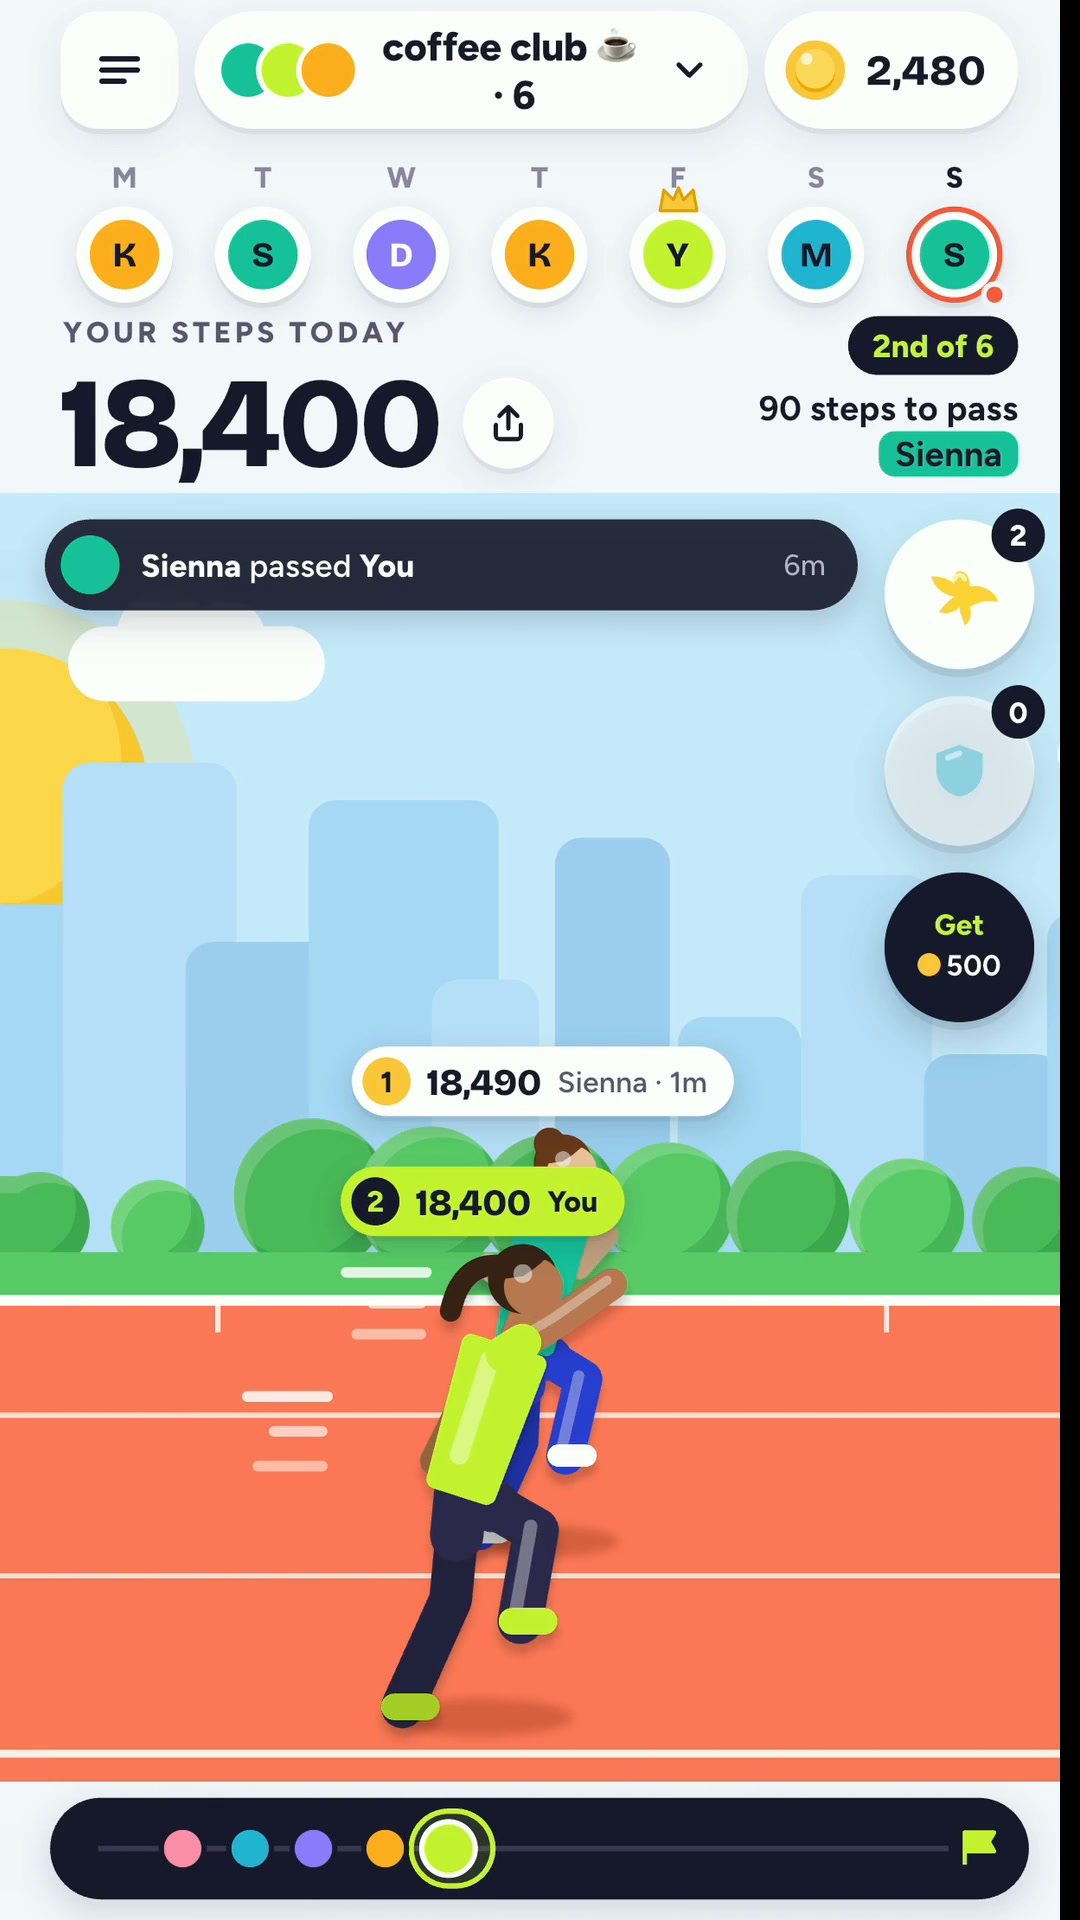 coffee club ☕
· 6
2,480
M T W T F S S
K S D K Y M S
YOUR STEPS TODAY
18,400
2nd of 6
90 steps to pass
Sienna
Sienna passed You 6m
2
0
Get
500
1 18,490 Sienna · 1m
2 18,400 You